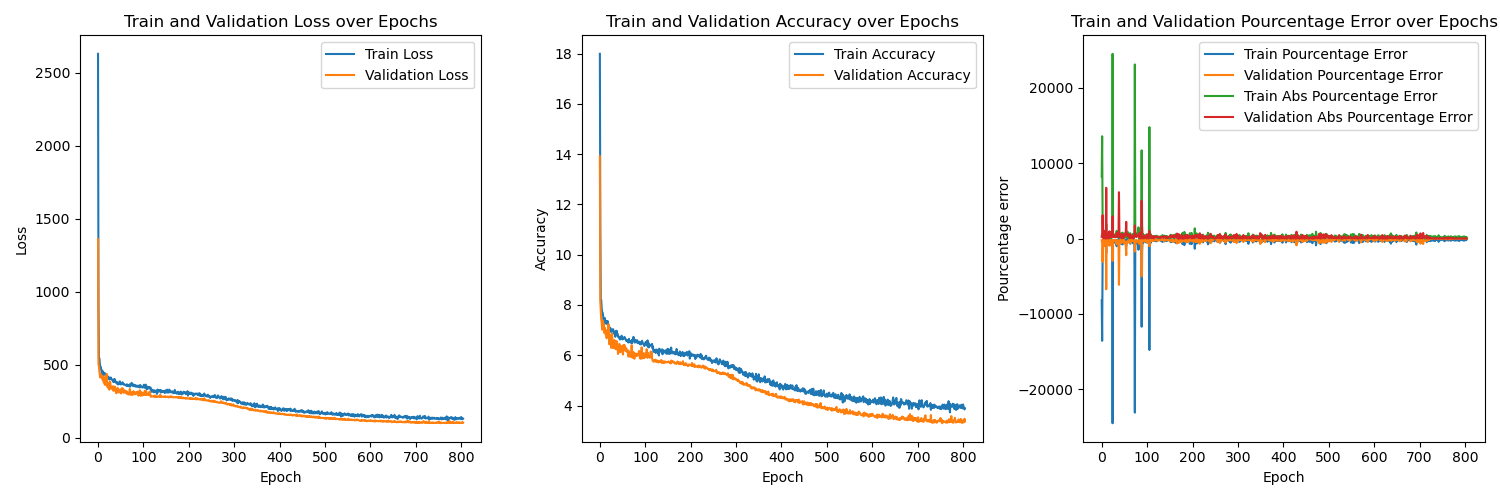 Train and Validation Loss over Epochs
Train Loss
Validation Loss
2500
2000
1500
1000
500
0
Loss
0 100 200 300 400 500 600 700 800
Epoch
Train and Validation Accuracy over Epochs
Train Accuracy
Validation Accuracy
18
16
14
12
10
8
6
4
Accuracy
0 100 200 300 400 500 600 700 800
Epoch
Train and Validation Pourcentage Error over Epochs
Train Pourcentage Error
Validation Pourcentage Error
Train Abs Pourcentage Error
Validation Abs Pourcentage Error
20000
10000
0
−10000
−20000
Pourcentage error
0 100 200 300 400 500 600 700 800
Epoch